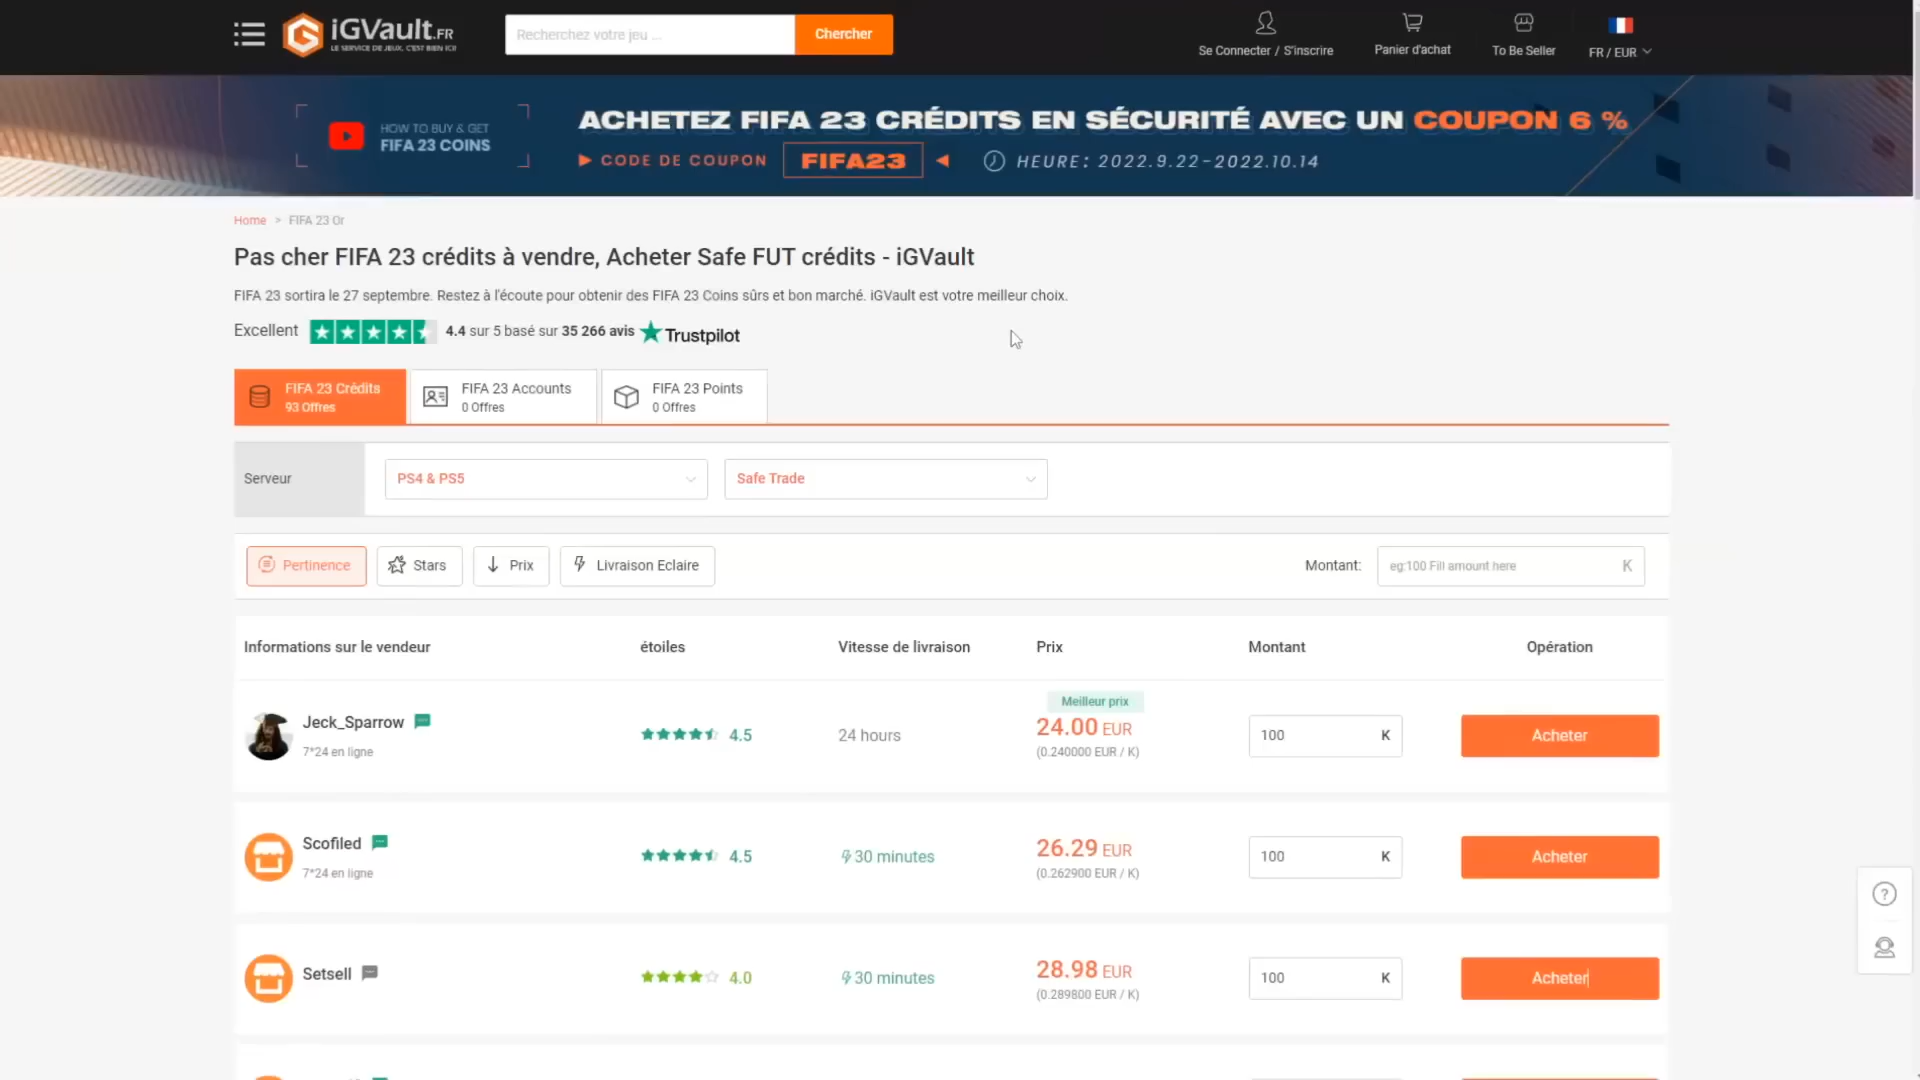 iGVault.FR
LE SERVICE DE JEUX, C'EST BIEN ICI!
Recherchez votre jeu ...
Chercher
Se Connecter / S'inscrire
Panier d'achat
To Be Seller
FR / EUR
HOW TO BUY & GET
FIFA 23 COINS
ACHETEZ FIFA 23 CRÉDITS EN SÉCURITÉ AVEC UN COUPON 6 %
CODE DE COUPON FIFA23 HEURE: 2022.9.22-2022.10.14
Home > FIFA 23 Or
Pas cher FIFA 23 crédits à vendre, Acheter Safe FUT crédits - iGVault
FIFA 23 sortira le 27 septembre. Restez à l'écoute pour obtenir des FIFA 23 Coins sûrs et bon marché. iGVault est votre meilleur choix.
Excellent 4.4 sur 5 basé sur 35 266 avis Trustpilot
FIFA 23 Crédits
93 Offres
FIFA 23 Accounts
0 Offres
FIFA 23 Points
0 Offres
Serveur
PS4 & PS5
Safe Trade
Pertinence
Stars
Prix
Livraison Eclaire
Montant:
eg:100 Fill amount here K
Informations sur le vendeur étoiles Vitesse de livraison Prix Montant Opération
Jeck_Sparrow
7*24 en ligne
4.5
24 hours
Meilleur prix
24.00 EUR
(0.240000 EUR / K)
100 K
Acheter
Scofiled
7*24 en ligne
4.5
30 minutes
26.29 EUR
(0.262900 EUR / K)
100 K
Acheter
Setsell
4.0
30 minutes
28.98 EUR
(0.289800 EUR / K)
100 K
Acheter